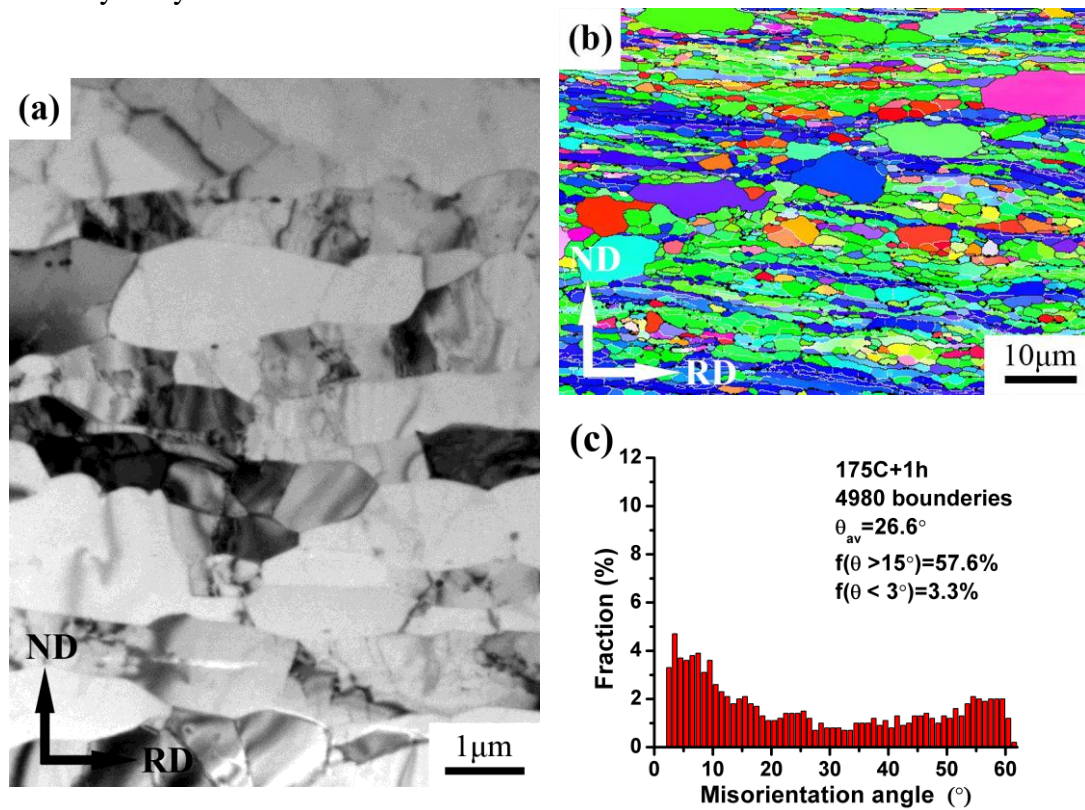 (a)
ND
RD
1μm
(b)
ND
RD
10μm
(c)
175C+1h
4980 bounderies
θav=26.6°
f(θ >15°)=57.6%
f(θ < 3°)=3.3%
Fraction (%)
12
10
8
6
4
2
0
0 10 20 30 40 50 60
Misorientation angle (°)